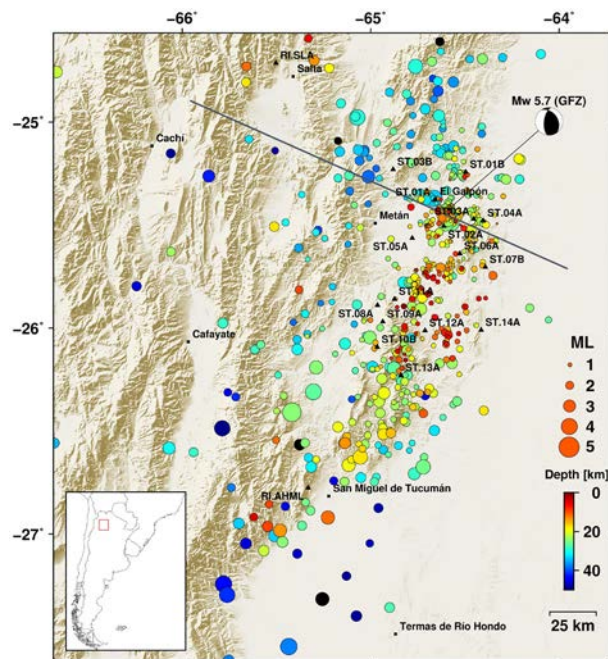 −66° −65° −64°
RI.SLA
Salta
Mw 5.7 (GFZ)
−25°
Cachi
ST.03B
ST.01B
ST.01A El Galpón
ST.03A ST.04A
Metán
ST.02A
ST.05A
ST.06A
ST.07B
ST.11A
−26°
ST.08A ST.09A
ST.12A ST.14A
Cafayate
ST.10B
ST.13A
ML
1
2
3
4
5
Depth [km]
0
20
40
RI.AHML
San Miguel de Tucumán
−27°
25 km
Termas de Río Hondo